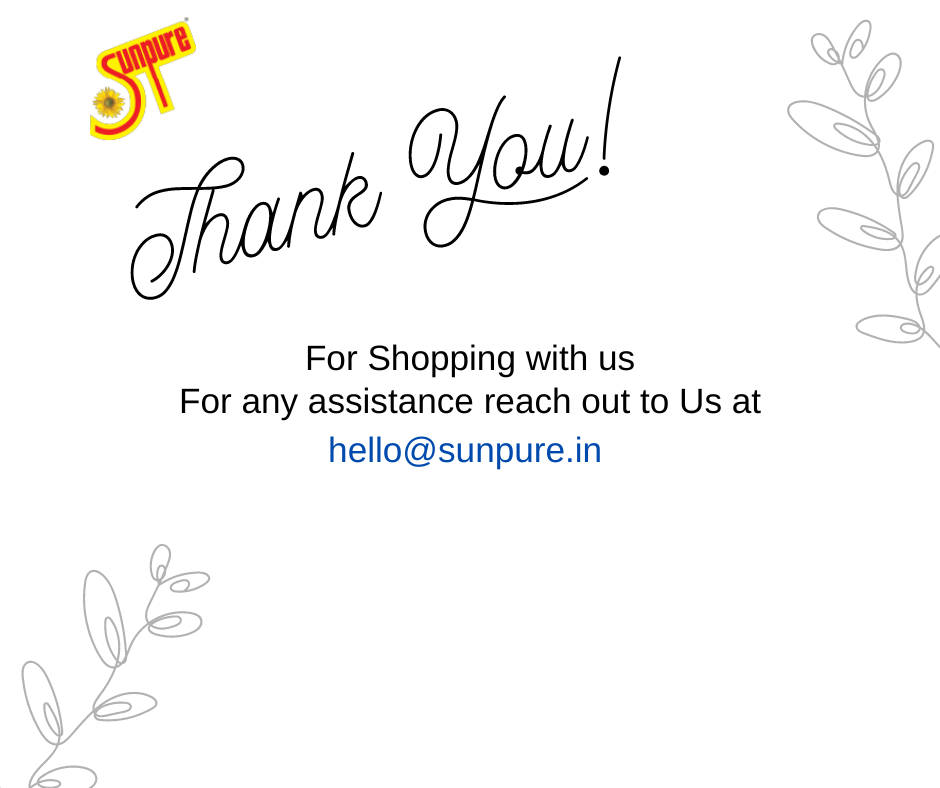 Sunpure
Thank You!
For Shopping with us
For any assistance reach out to Us at
hello@sunpure.in